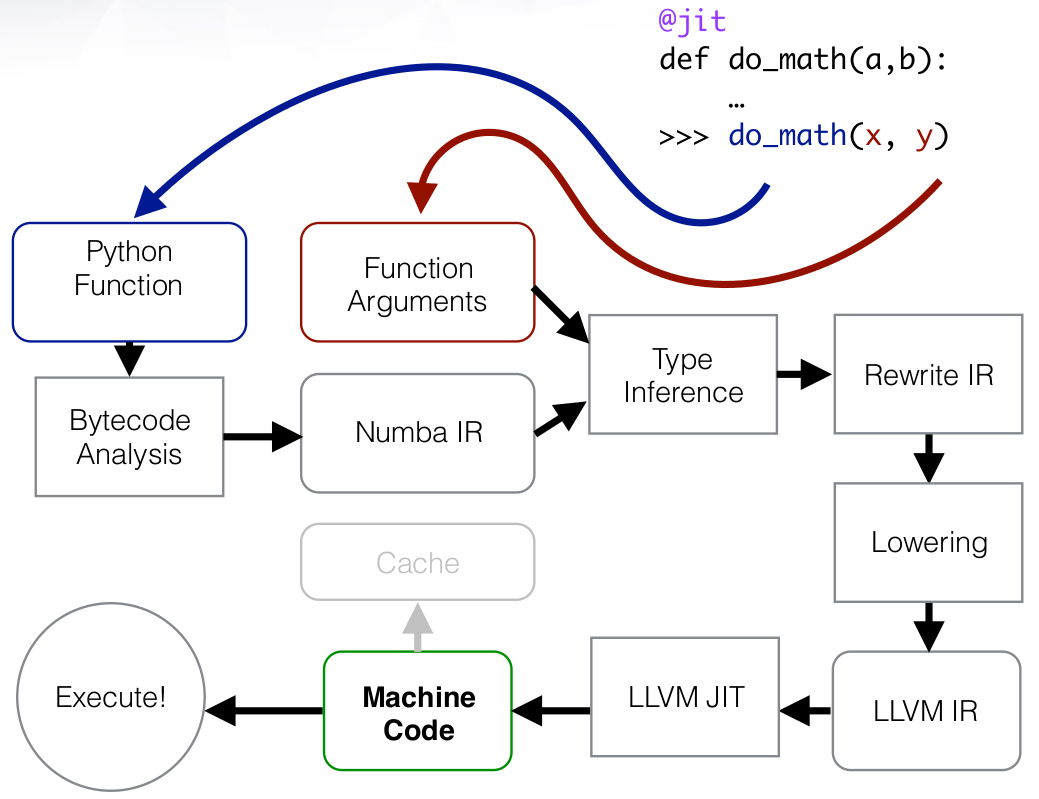 @jit
def do_math(a,b):
…
>>> do_math(x, y)
Python
Function
Function
Arguments
Type
Inference
Rewrite IR
Bytecode
Analysis
Numba IR
Lowering
Cache
Execute!
Machine
Code
LLVM JIT
LLVM IR